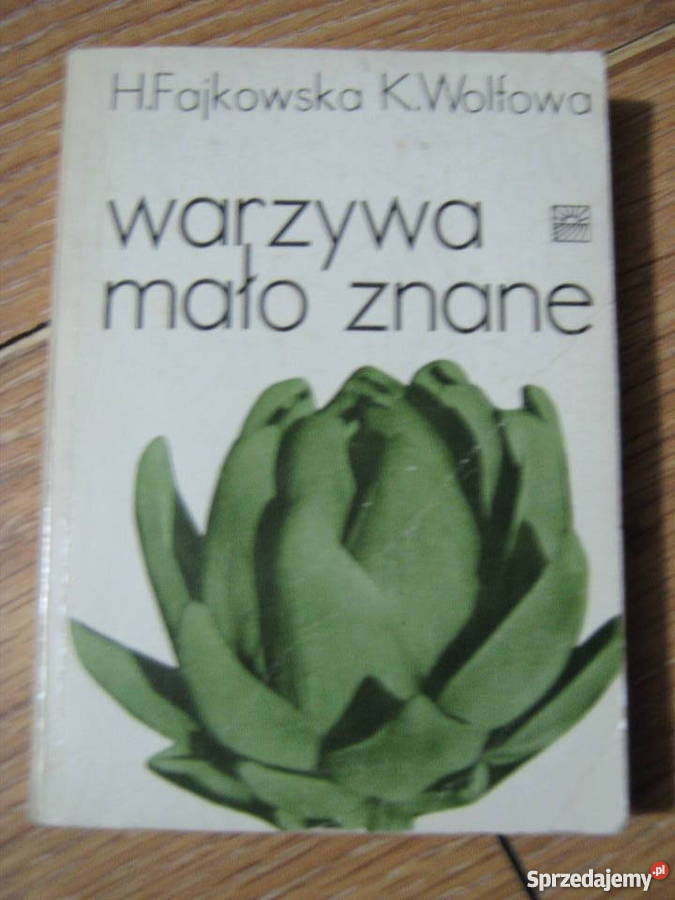 H.Fajkowska K.Wolfowa
warzywa
mało znane
Sprzedajemy.pl